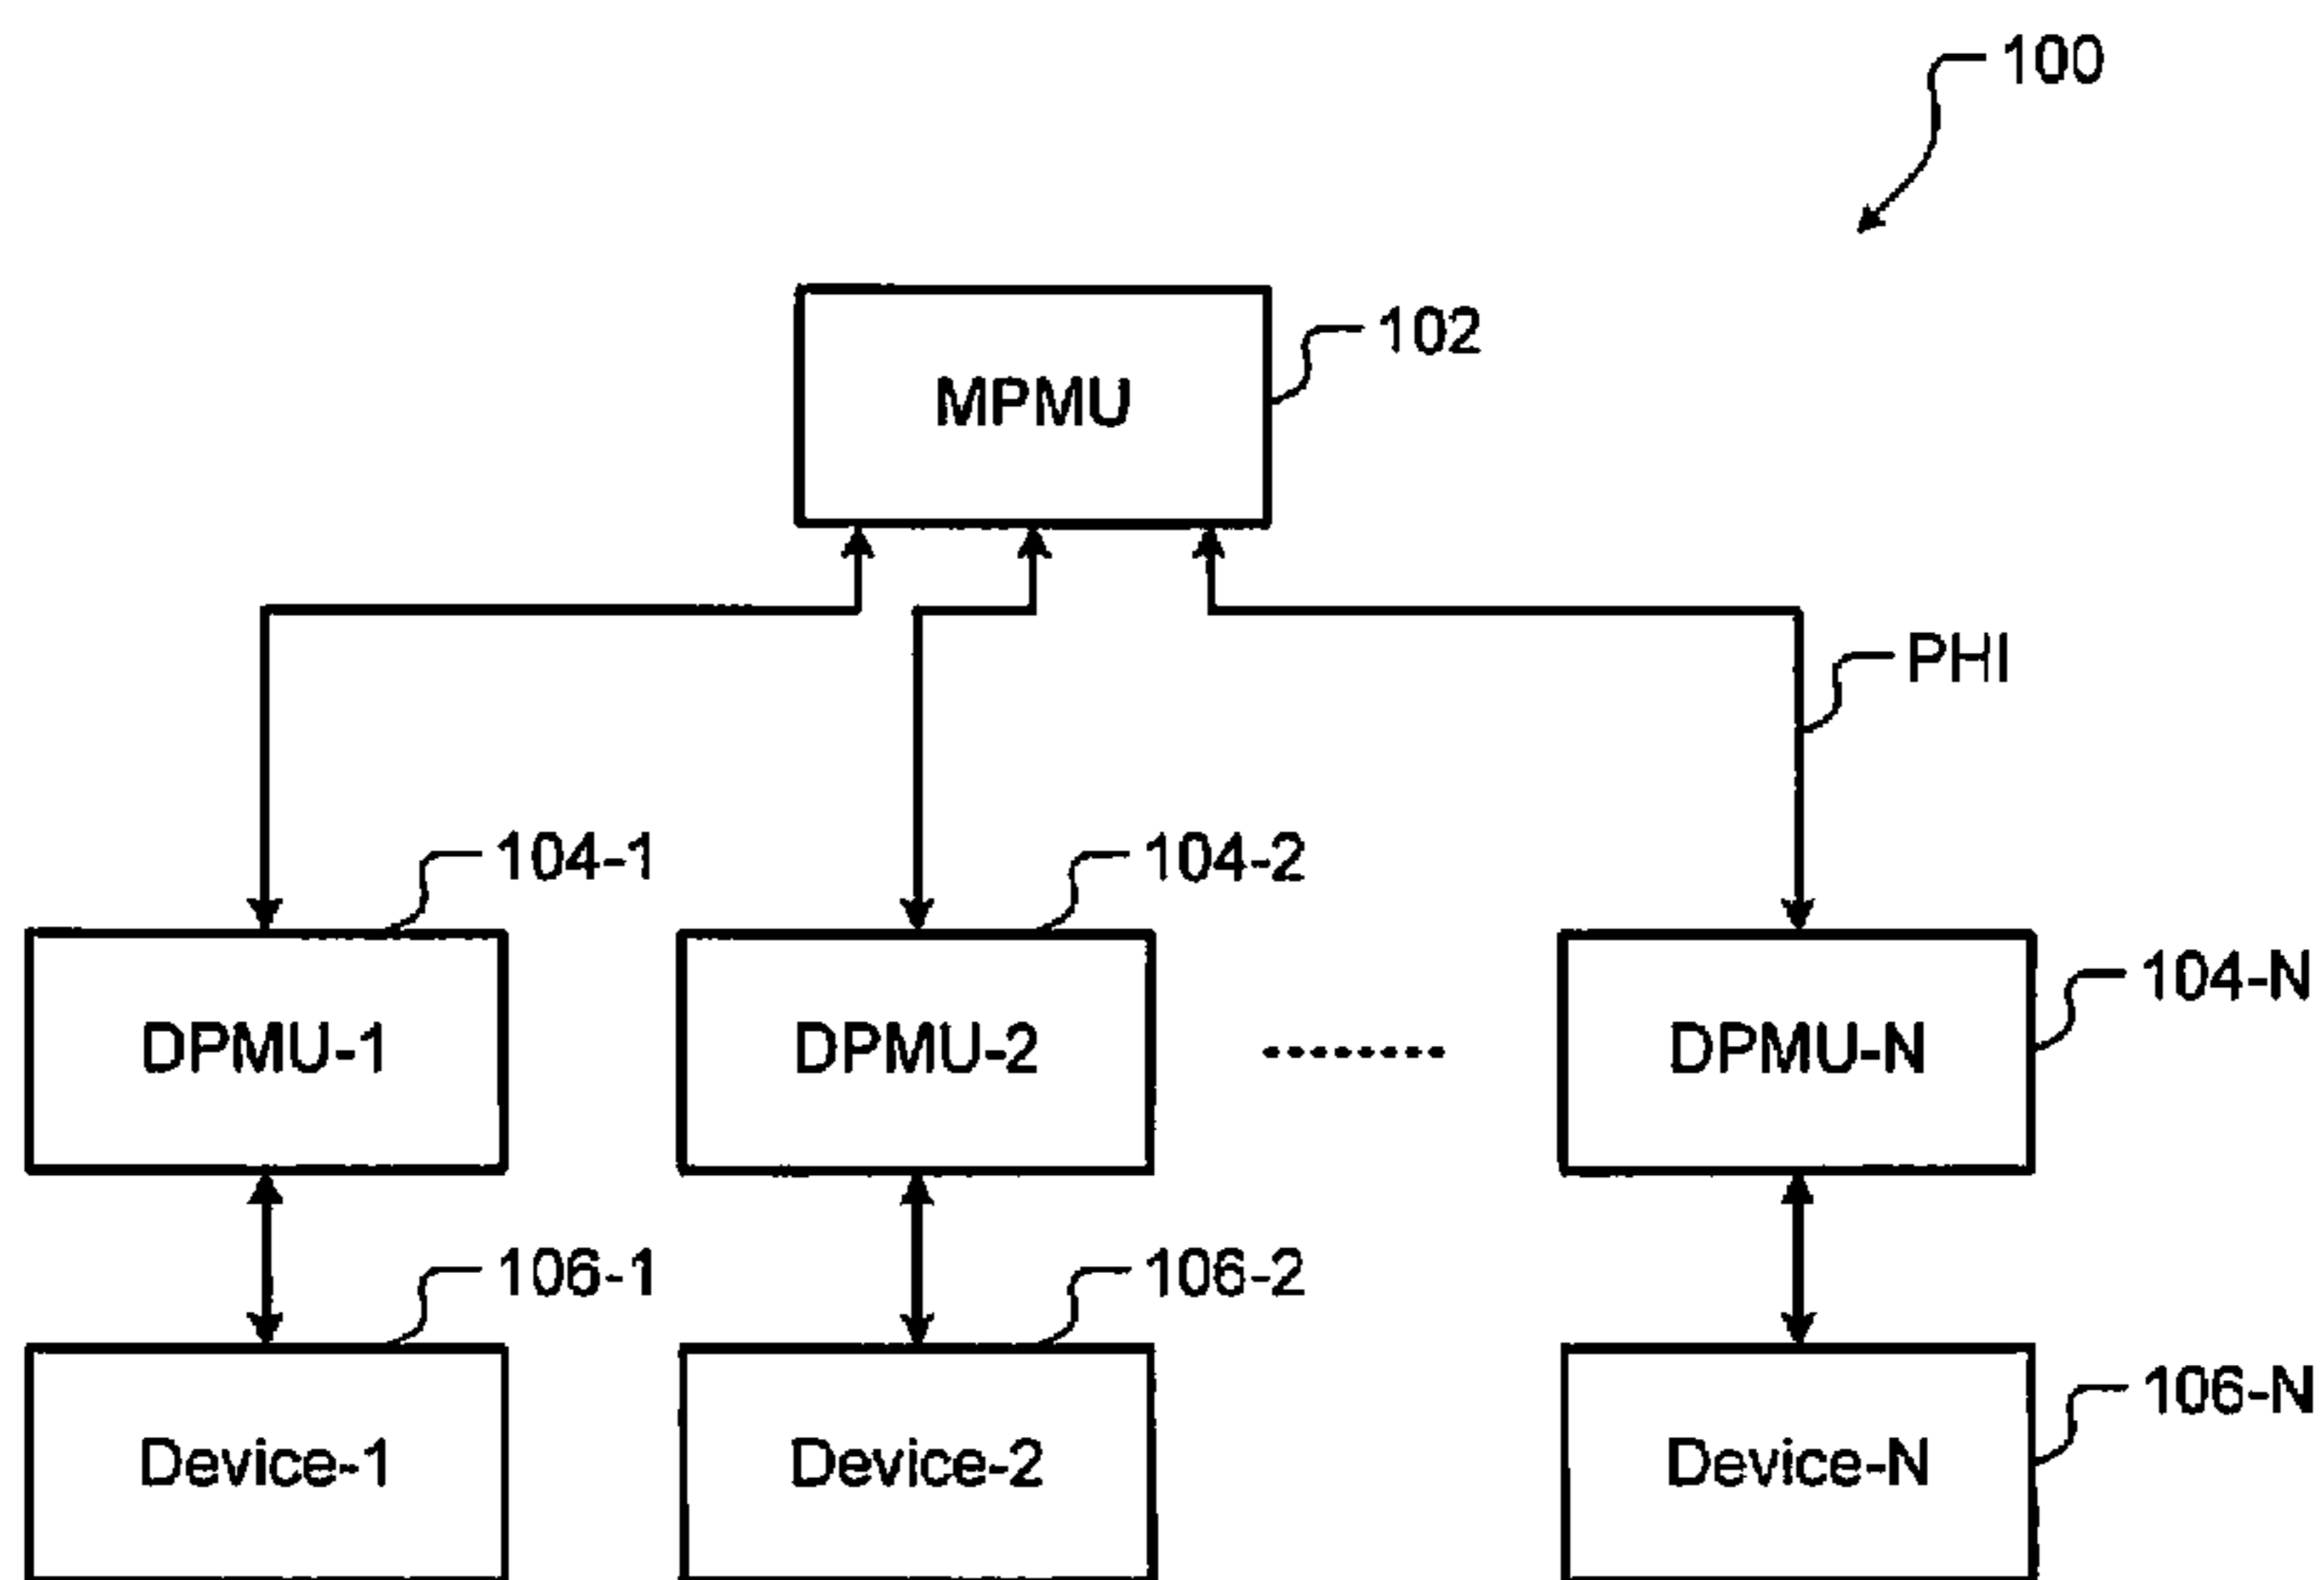 100
102
MPMU
PHI
104-1
104-2
104-N
DPMU-1
DPMU-2
DPMU-N
106-1
106-2
106-N
Device-1
Device-2
Device-N